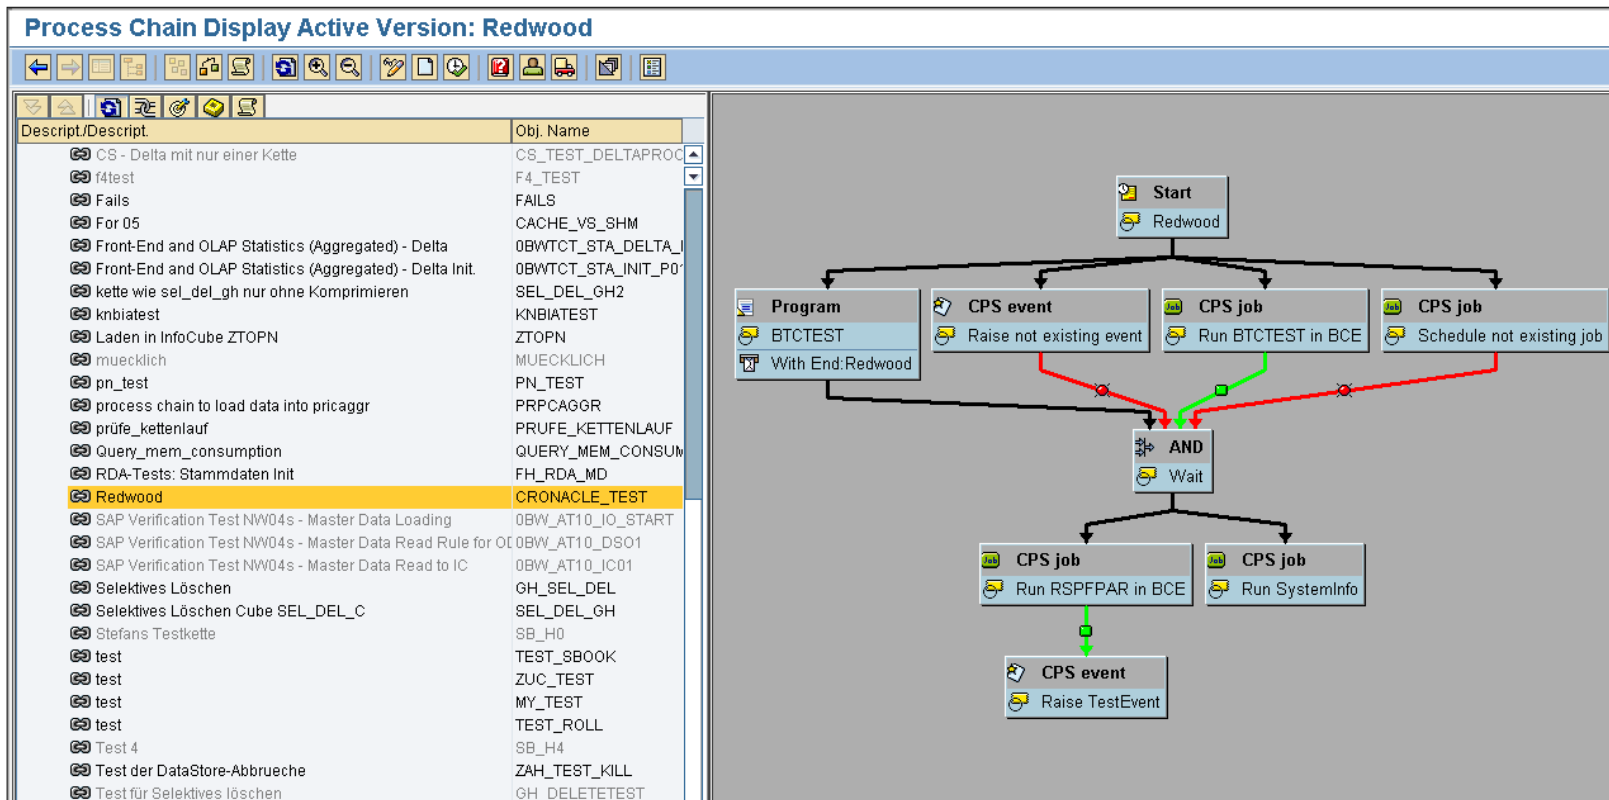 Process Chain Display Active Version: Redwood
Descript./Descript. Obj. Name
CS - Delta mit nur einer Kette CS_TEST_DELTAPROC
f4test F4_TEST
Fails FAILS
For 05 CACHE_VS_SHM
Front-End and OLAP Statistics (Aggregated) - Delta 0BWTCT_STA_DELTA_
Front-End and OLAP Statistics (Aggregated) - Delta Init. 0BWTCT_STA_INIT_P0
kette wie sel_del_gh nur ohne Komprimieren SEL_DEL_GH2
knbiatest KNBIATEST
Laden in InfoCube ZTOPN ZTOPN
muecklich MUECKLICH
pn_test PN_TEST
process chain to load data into pricaggr PRPCAGGR
prüfe_kettenlauf PRUFE_KETTENLAUF
Query_mem_consumption QUERY_MEM_CONSUM
RDA-Tests: Stammdaten Init FH_RDA_MD
Redwood CRONACLE_TEST
SAP Verification Test NW04s - Master Data Loading 0BW_AT10_IO_START
SAP Verification Test NW04s - Master Data Read Rule for OD 0BW_AT10_DSO1
SAP Verification Test NW04s - Master Data Read to IC 0BW_AT10_IC01
Selektives Löschen GH_SEL_DEL
Selektives Löschen Cube SEL_DEL_C SEL_DEL_GH
Stefans Testkette SB_H0
test TEST_SBOOK
test ZUC_TEST
test MY_TEST
test TEST_ROLL
Test 4 SB_H4
Test der DataStore-Abbrueche ZAH_TEST_KILL
Test für Selektives löschen GH_DELETETEST
Start
Redwood
Program
BTCTEST
With End:Redwood
CPS event
Raise not existing event
Job CPS job
Run BTCTEST in BCE
Job CPS job
Schedule not existing job
AND
Wait
Job CPS job
Run RSPFPAR in BCE
Job CPS job
Run SystemInfo
CPS event
Raise TestEvent